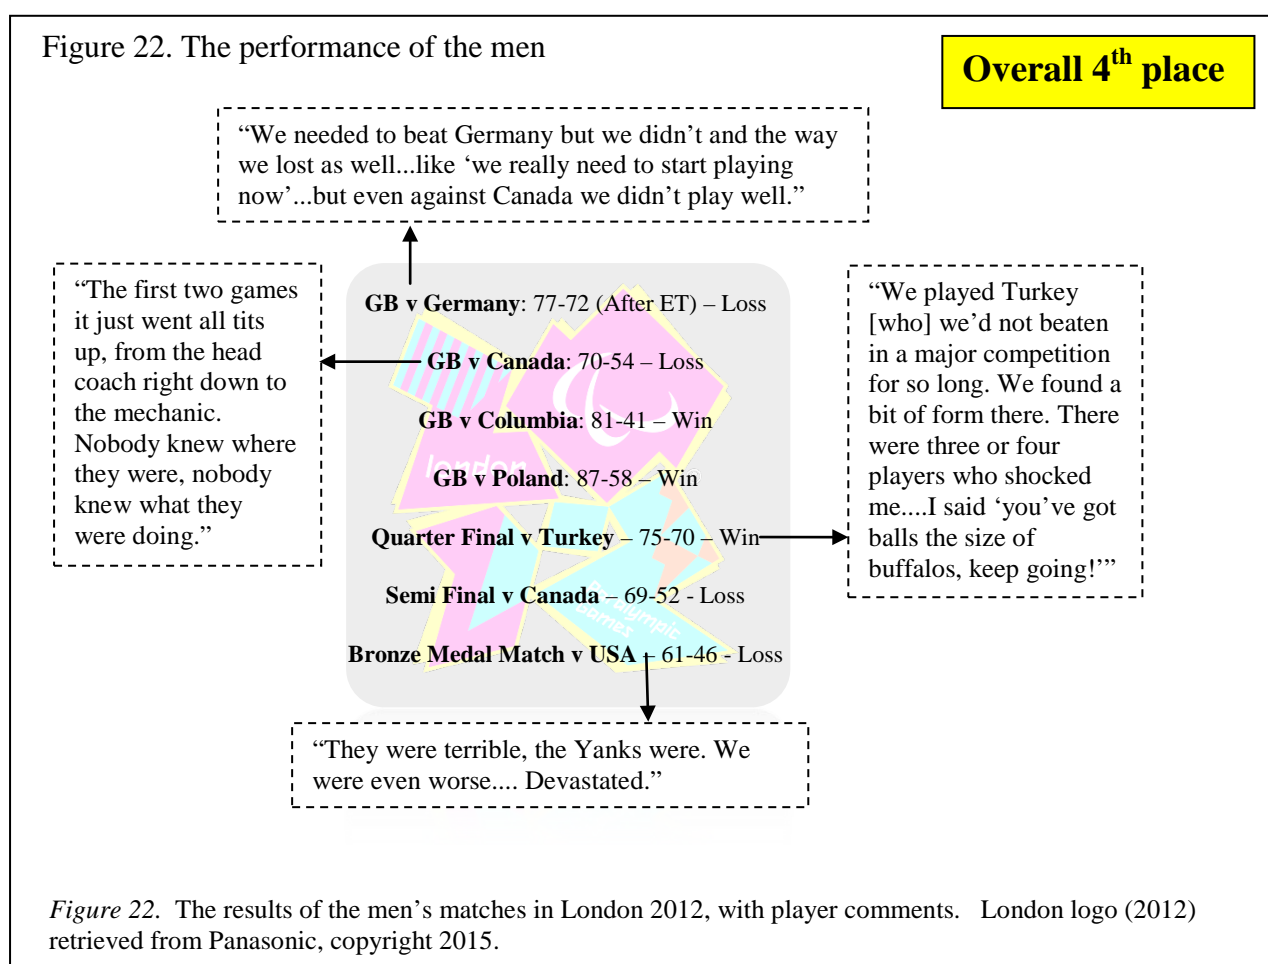 Figure 22. The performance of the men
Overall 4th place
“We needed to beat Germany but we didn’t and the way
we lost as well...like ‘we really need to start playing
now’...but even against Canada we didn’t play well.”
“The first two games
it just went all tits
up, from the head
coach right down to
the mechanic.
Nobody knew where
they were, nobody
knew what they
were doing.”
GB v Germany: 77-72 (After ET) – Loss
GB v Canada: 70-54 – Loss
GB v Columbia: 81-41 – Win
london
GB v Poland: 87-58 – Win
Quarter Final v Turkey – 75-70 – Win
Semi Final v Canada – 69-52 - Loss
Paralympic
Games
Bronze Medal Match v USA – 61-46 - Loss
“We played Turkey
[who] we’d not beaten
in a major competition
for so long. We found a
bit of form there. There
were three or four
players who shocked
me....I said ‘you’ve got
balls the size of
buffalos, keep going!’”
“They were terrible, the Yanks were. We
were even worse.... Devastated.”
Figure 22. The results of the men’s matches in London 2012, with player comments. London logo (2012)
retrieved from Panasonic, copyright 2015.